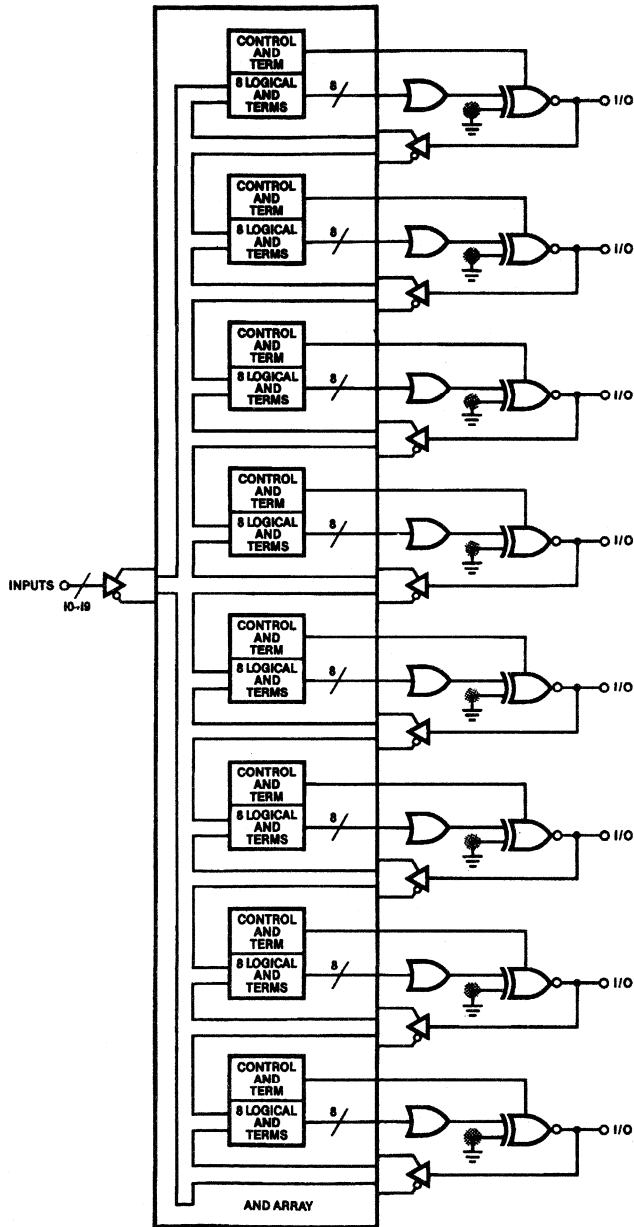 CONTROL
AND
TERM
8 LOGICAL
AND
TERMS
8
I/O
CONTROL
AND
TERM
8 LOGICAL
AND
TERMS
8
I/O
CONTROL
AND
TERM
8 LOGICAL
AND
TERMS
8
I/O
CONTROL
AND
TERM
8 LOGICAL
AND
TERMS
8
I/O
INPUTS
10-19
CONTROL
AND
TERM
8 LOGICAL
AND
TERMS
8
I/O
CONTROL
AND
TERM
8 LOGICAL
AND
TERMS
8
I/O
CONTROL
AND
TERM
8 LOGICAL
AND
TERMS
8
I/O
CONTROL
AND
TERM
8 LOGICAL
AND
TERMS
8
I/O
AND ARRAY